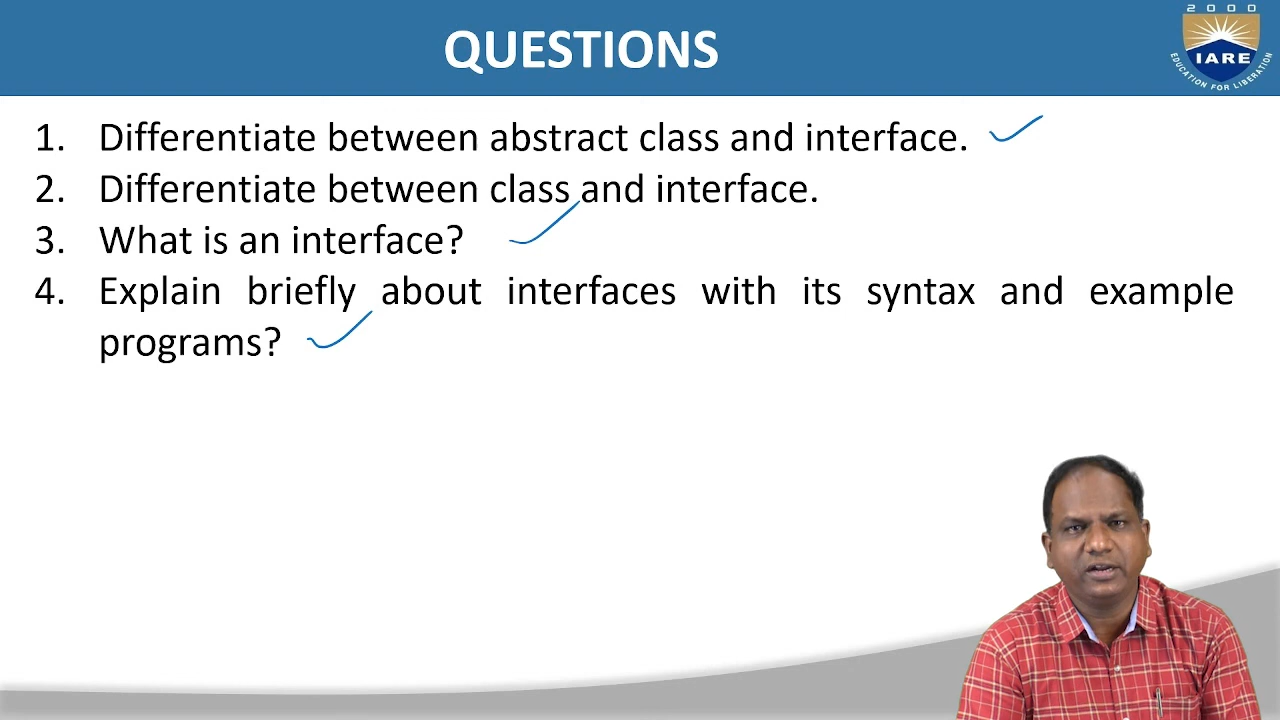 QUESTIONS
2000
IARE
EDUCATION FOR LIBERATION
1. Differentiate between abstract class and interface.
2. Differentiate between class and interface.
3. What is an interface?
4. Explain briefly about interfaces with its syntax and example
programs?